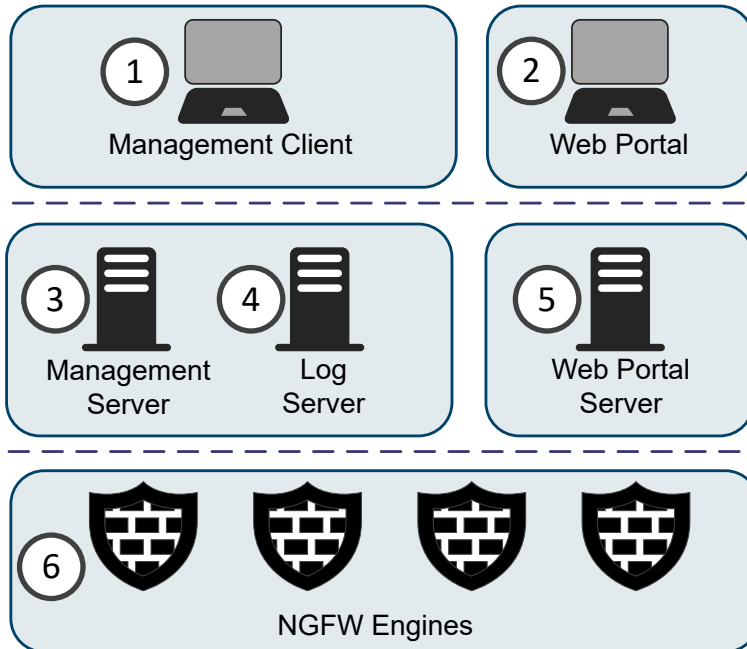 1
2
Management Client
Web Portal
3
4
5
Management
Server
Log
Server
Web Portal
Server
6
NGFW Engines